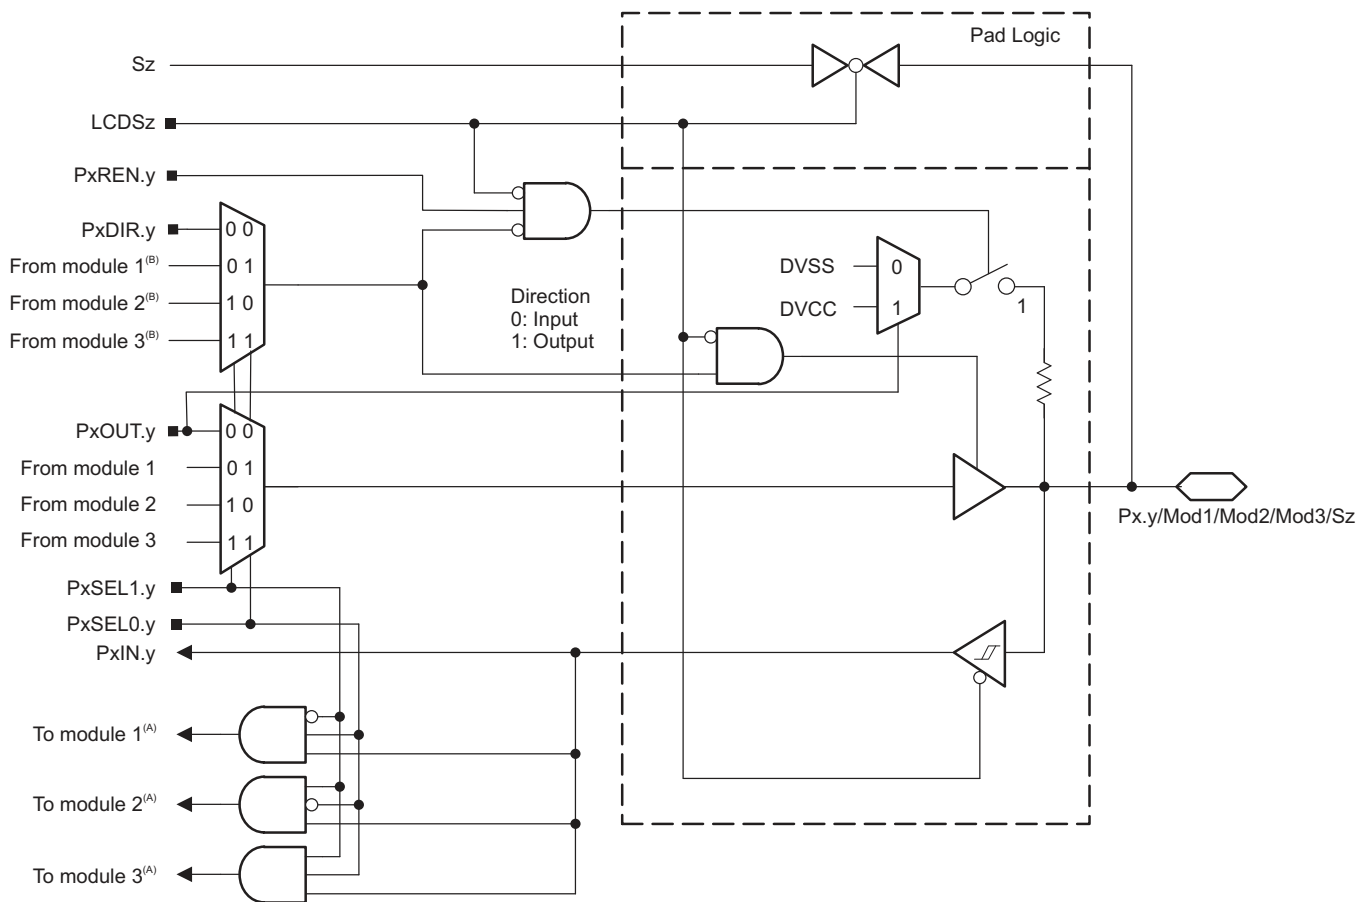 Pad Logic
Sz
LCDSz
PxREN.y
PxDIR.y
0 0
From module 1(B)
0 1
From module 2(B)
1 0
From module 3(B)
1 1
Direction
0: Input
1: Output
DVSS
0
DVCC
1
1
PxOUT.y
0 0
From module 1
0 1
From module 2
1 0
From module 3
1 1
Px.y/Mod1/Mod2/Mod3/Sz
PxSEL1.y
PxSEL0.y
PxIN.y
To module 1(A)
To module 2(A)
To module 3(A)